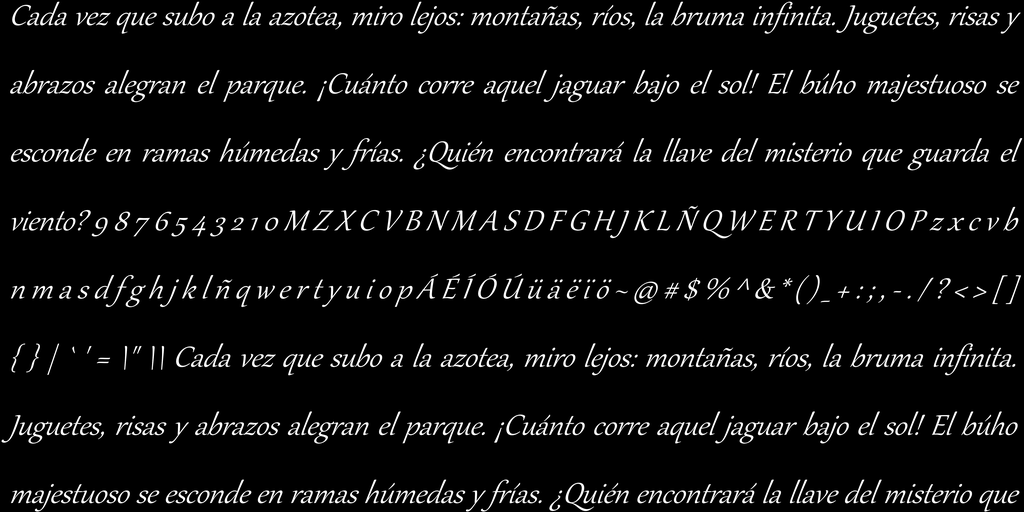 Cada vez que subo a la azotea, miro lejos: montañas, ríos, la bruma infinita. Juguetes, risas y
abrazos alegran el parque. ¡Cuánto corre aquel jaguar bajo el sol! El búho majestuoso se
esconde en ramas húmedas y frías. ¿Quién encontrará la llave del misterio que guarda el
viento? 9 8 7 6 5 4 3 2 1 0 M Z X C V B N M A S D F G H J K L Ñ Q W E R T Y U I O P z x c v b
n m a s d f g h j k l ñ q w e r t y u i o p Á É Í Ó Ú ü ä ë ï ö ~ @ # $ % ^ & * ( ) _ + : ; , - . / ? < > [ ]
{ } | ` ' = \" \\ Cada vez que subo a la azotea, miro lejos: montañas, ríos, la bruma infinita.
Juguetes, risas y abrazos alegran el parque. ¡Cuánto corre aquel jaguar bajo el sol! El búho
majestuoso se esconde en ramas húmedas y frías. ¿Quién encontrará la llave del misterio que